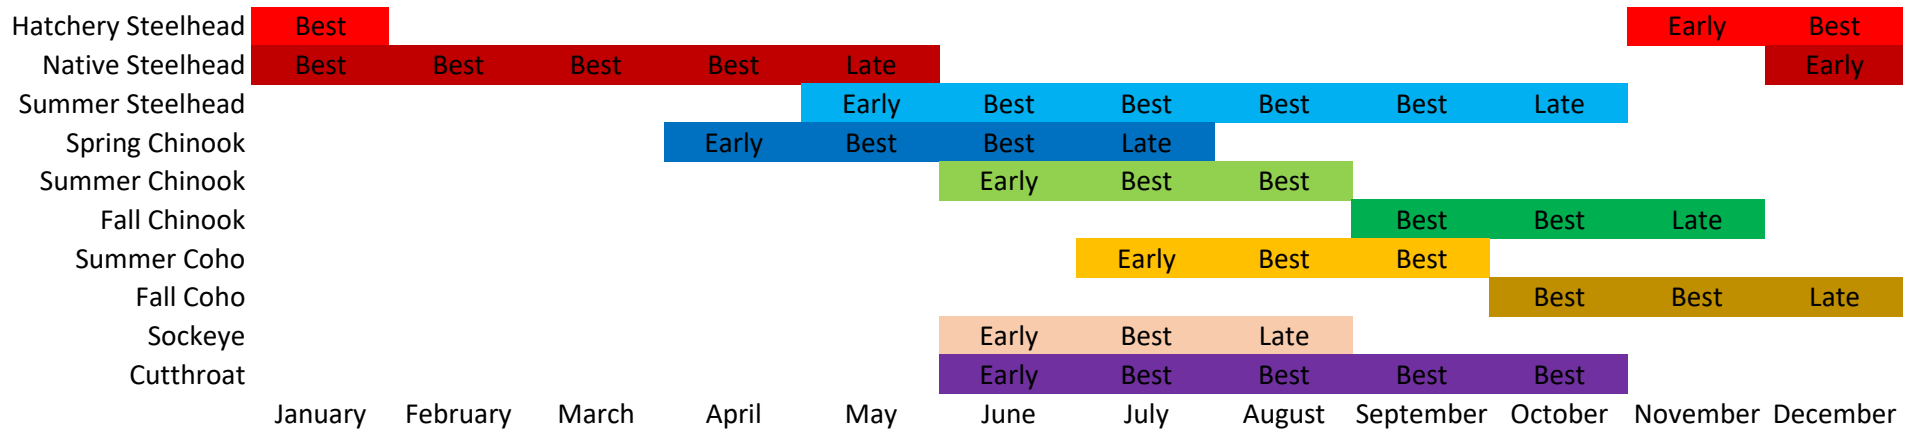 Hatchery Steelhead Best Early Best
Native Steelhead Best Best Best Best Late Early
Summer Steelhead Early Best Best Best Best Late
Spring Chinook Early Best Best Late
Summer Chinook Early Best Best
Fall Chinook Best Best Late
Summer Coho Early Best Best
Fall Coho Best Best Late
Sockeye Early Best Late
Cutthroat Early Best Best Best Best
January February March April May June July August September October November December